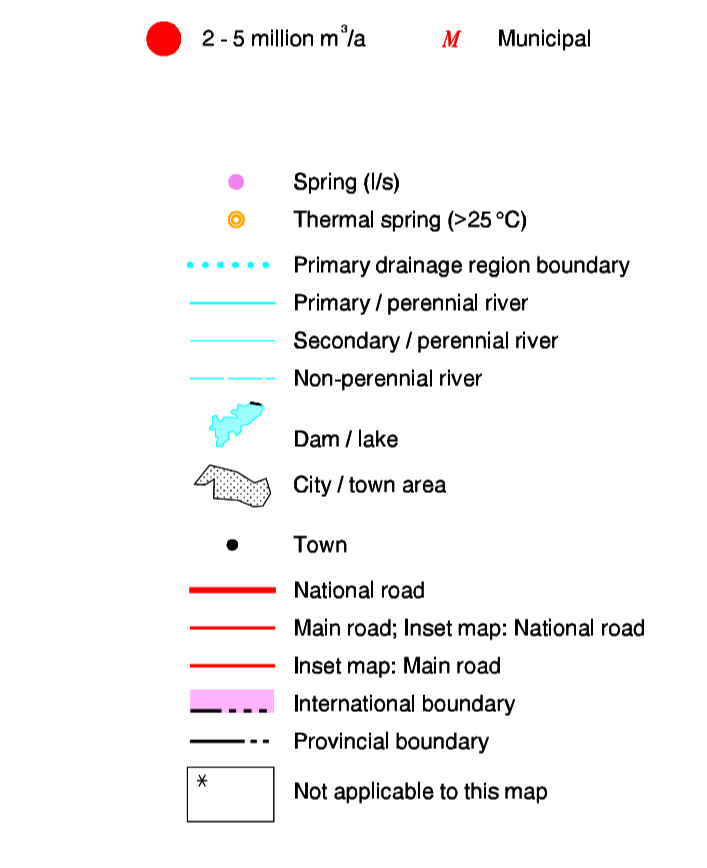 2 - 5 million m³/a M Municipal
Spring (l/s)
Thermal spring (>25 °C)
Primary drainage region boundary
Primary / perennial river
Secondary / perennial river
Non-perennial river
Dam / lake
City / town area
Town
National road
Main road; Inset map: National road
Inset map: Main road
International boundary
Provincial boundary
* Not applicable to this map